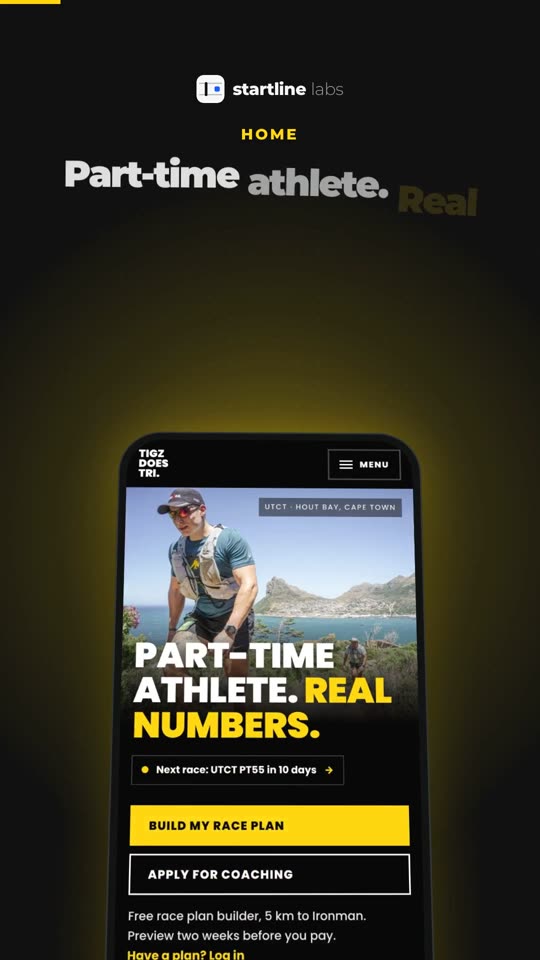 startline labs
HOME
Part-time athlete. Real
TIGZ
DOES
TRI.
MENU
UTCT · HOUT BAY, CAPE TOWN
PART-TIME
ATHLETE. REAL
NUMBERS.
Next race: UTCT PT55 in 10 days →
BUILD MY RACE PLAN
APPLY FOR COACHING
Free race plan builder, 5 km to Ironman.
Preview two weeks before you pay.
Have a plan? Log in